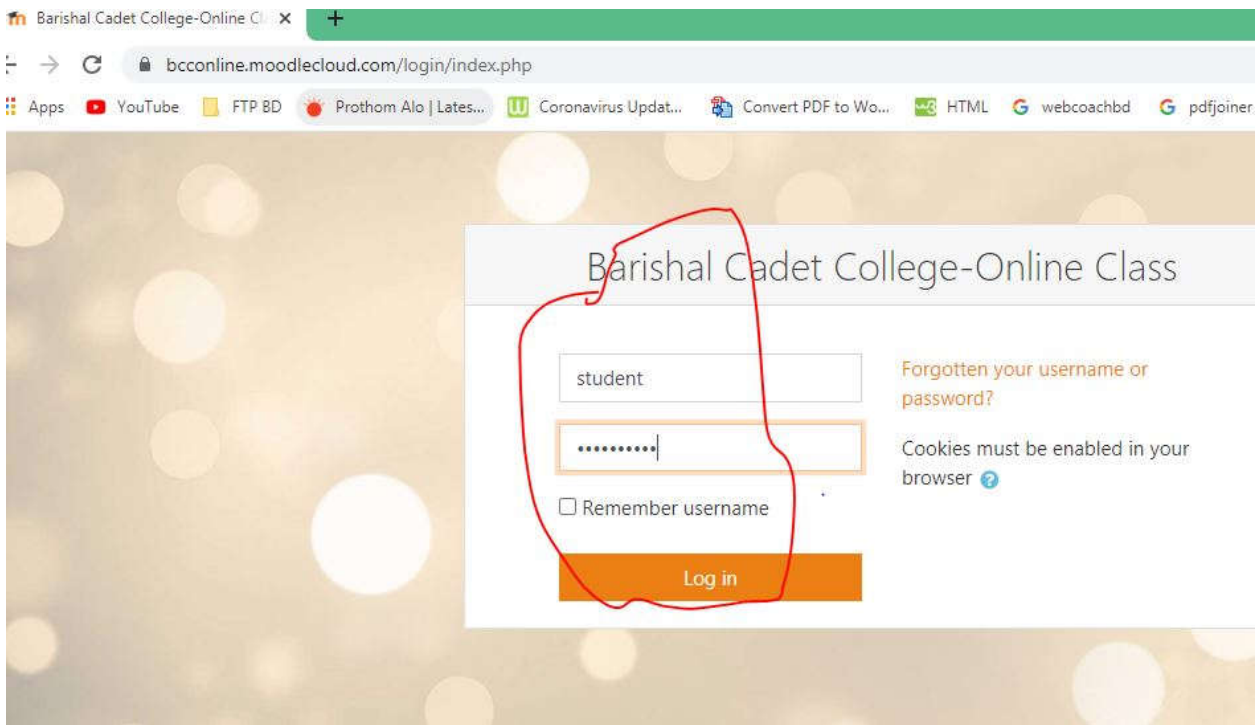 Barishal Cadet College-Online Cl
bcconline.moodlecloud.com/login/index.php
Apps YouTube FTP BD Prothom Alo | Lates... Coronavirus Updat... Convert PDF to Wo... HTML webcoachbd pdfjoiner
Barishal Cadet College-Online Class
student
Forgotten your username or
password?
••••••••••
Cookies must be enabled in your
browser
Remember username
Log in